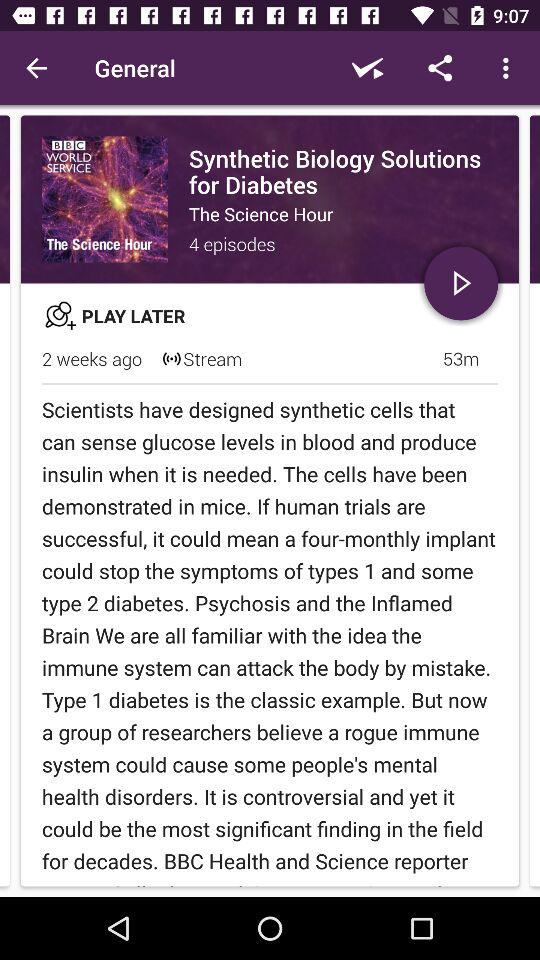 9:07
General
BBC
WORLD
SERVICE
The Science Hour
Synthetic Biology Solutions
for Diabetes
The Science Hour
4 episodes
PLAY LATER
2 weeks ago Stream 53m
Scientists have designed synthetic cells that
can sense glucose levels in blood and produce
insulin when it is needed. The cells have been
demonstrated in mice. If human trials are
successful, it could mean a four-monthly implant
could stop the symptoms of types 1 and some
type 2 diabetes. Psychosis and the Inflamed
Brain We are all familiar with the idea the
immune system can attack the body by mistake.
Type 1 diabetes is the classic example. But now
a group of researchers believe a rogue immune
system could cause some people's mental
health disorders. It is controversial and yet it
could be the most significant finding in the field
for decades. BBC Health and Science reporter